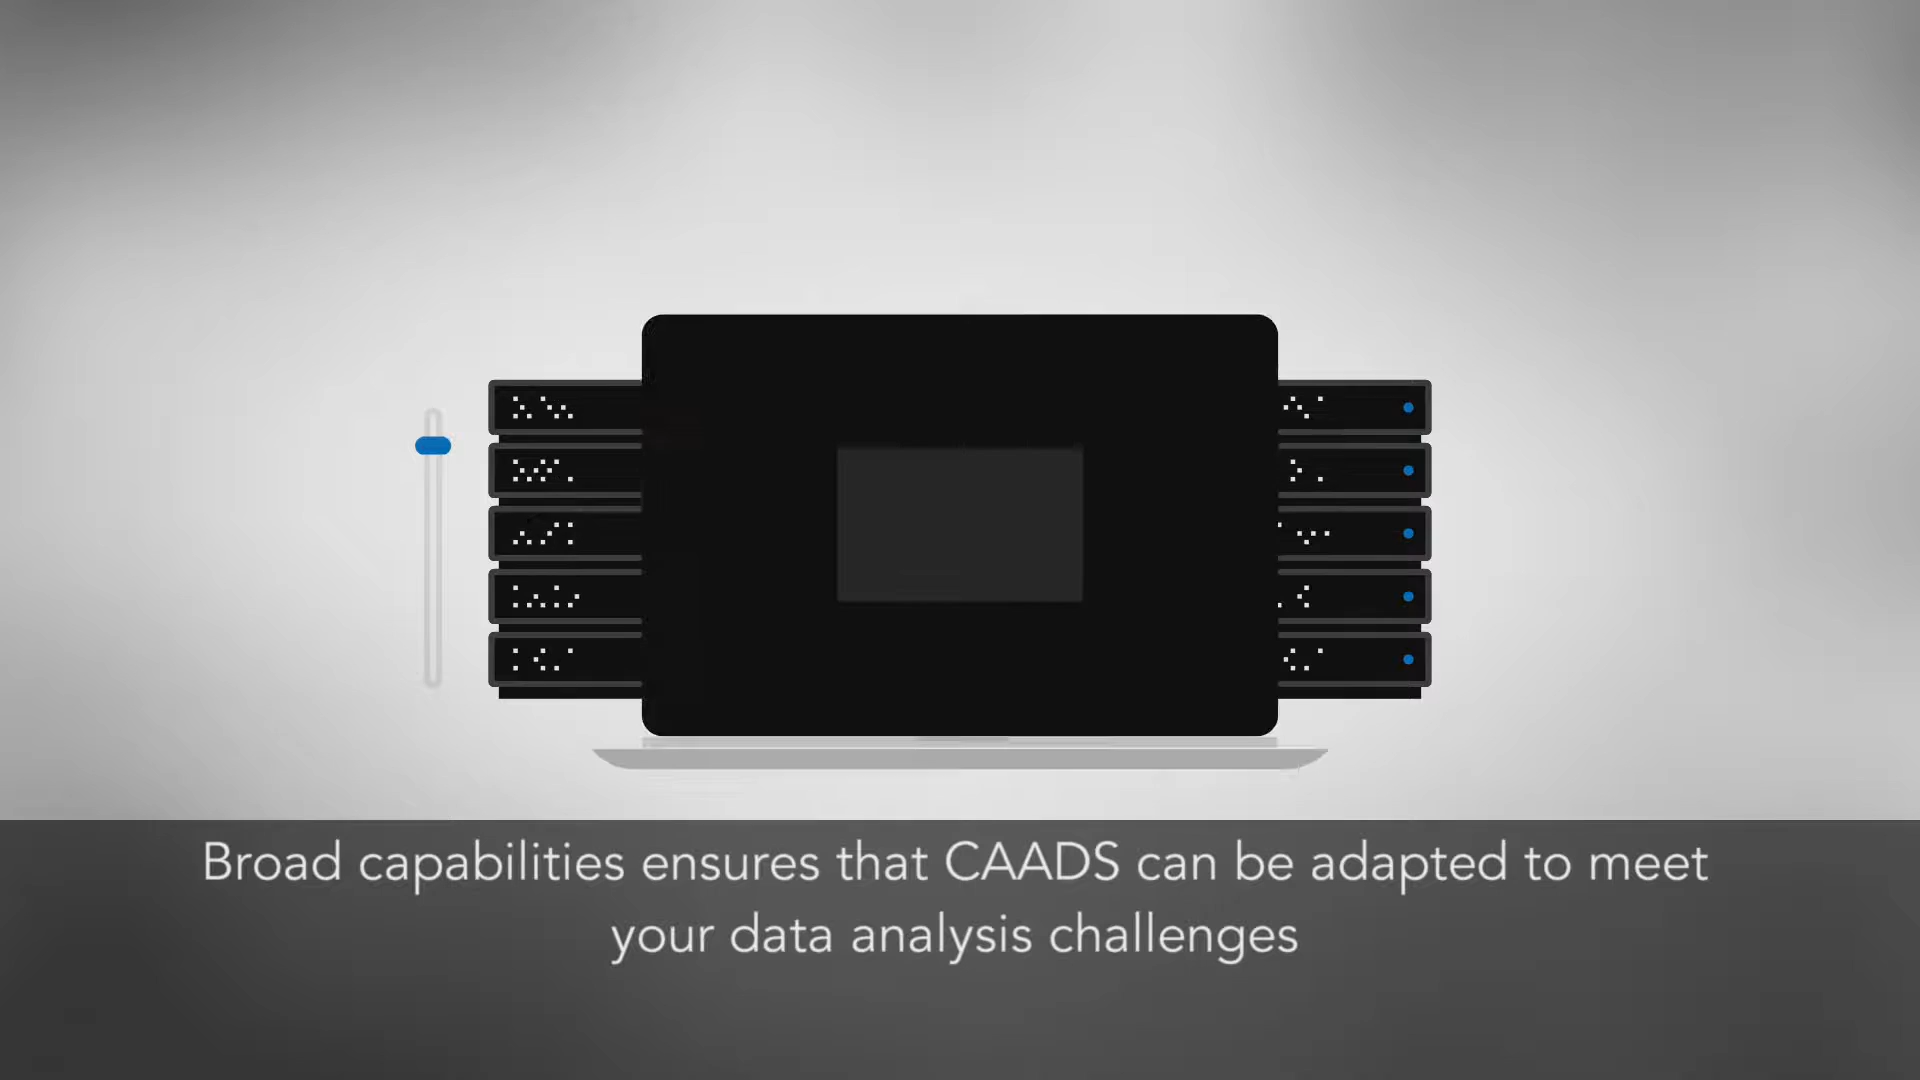 Broad capabilities ensures that CAADS can be adapted to meet
your data analysis challenges